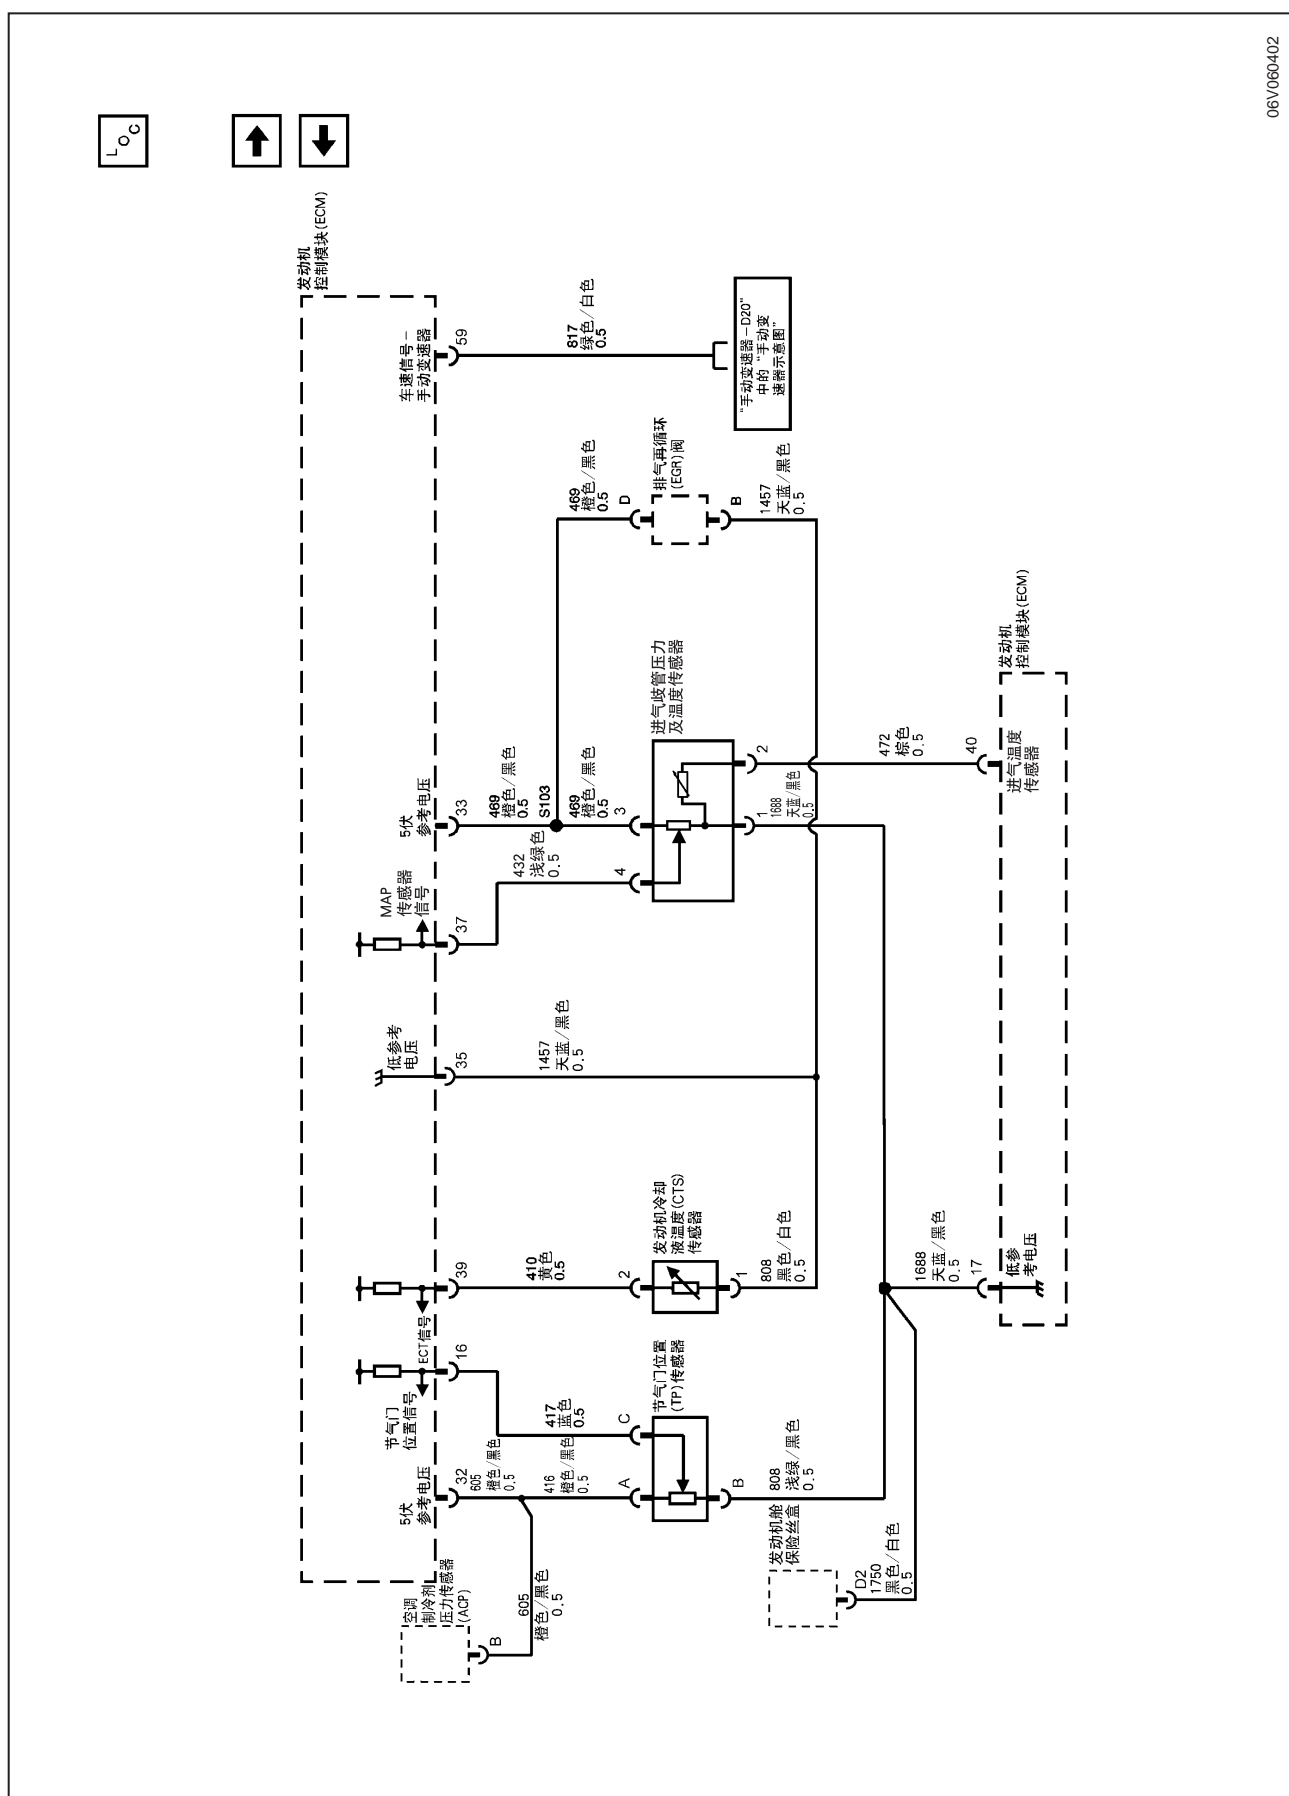 06V060402
LOC
发动机
控制模块(ECM)
5伏
参考电压
32
节气门
位置信号
16
ECT信号
39
低参考
电压
35
MAP
传感器
信号
37
5伏
参考电压
33
车速信号–
手动变速器
59
空调
制冷剂
压力传感器
(ACP)
B
605
橙色/黑色
0.5
605
橙色/黑色
0.5
416
橙色/黑色
0.5
A
417
蓝色
0.5
C
节气门位置
(TP)传感器
B
808
浅绿/黑色
0.5
410
黄色
0.5
2
发动机冷却
液温度(CTS)
传感器
1
808
黑色/白色
0.5
1457
天蓝/黑色
0.5
432
浅绿色
0.5
4
469
橙色/黑色
0.5
S103
469
橙色/黑色
0.5
3
进气歧管压力
及温度传感器
1
1688
天蓝/黑色
0.5
2
472
棕色
0.5
40
469
橙色/黑色
0.5
D
排气再循环
(EGR)阀
B
1457
天蓝/黑色
0.5
817
绿色/白色
0.5
“手动变速器–D20”
中的“手动变
速器示意图”
发动机舱
保险丝盒
D2
1750
黑色/白色
0.5
1688
天蓝/黑色
0.5
17
低参
考电压
进气温度
传感器
发动机
控制模块(ECM)